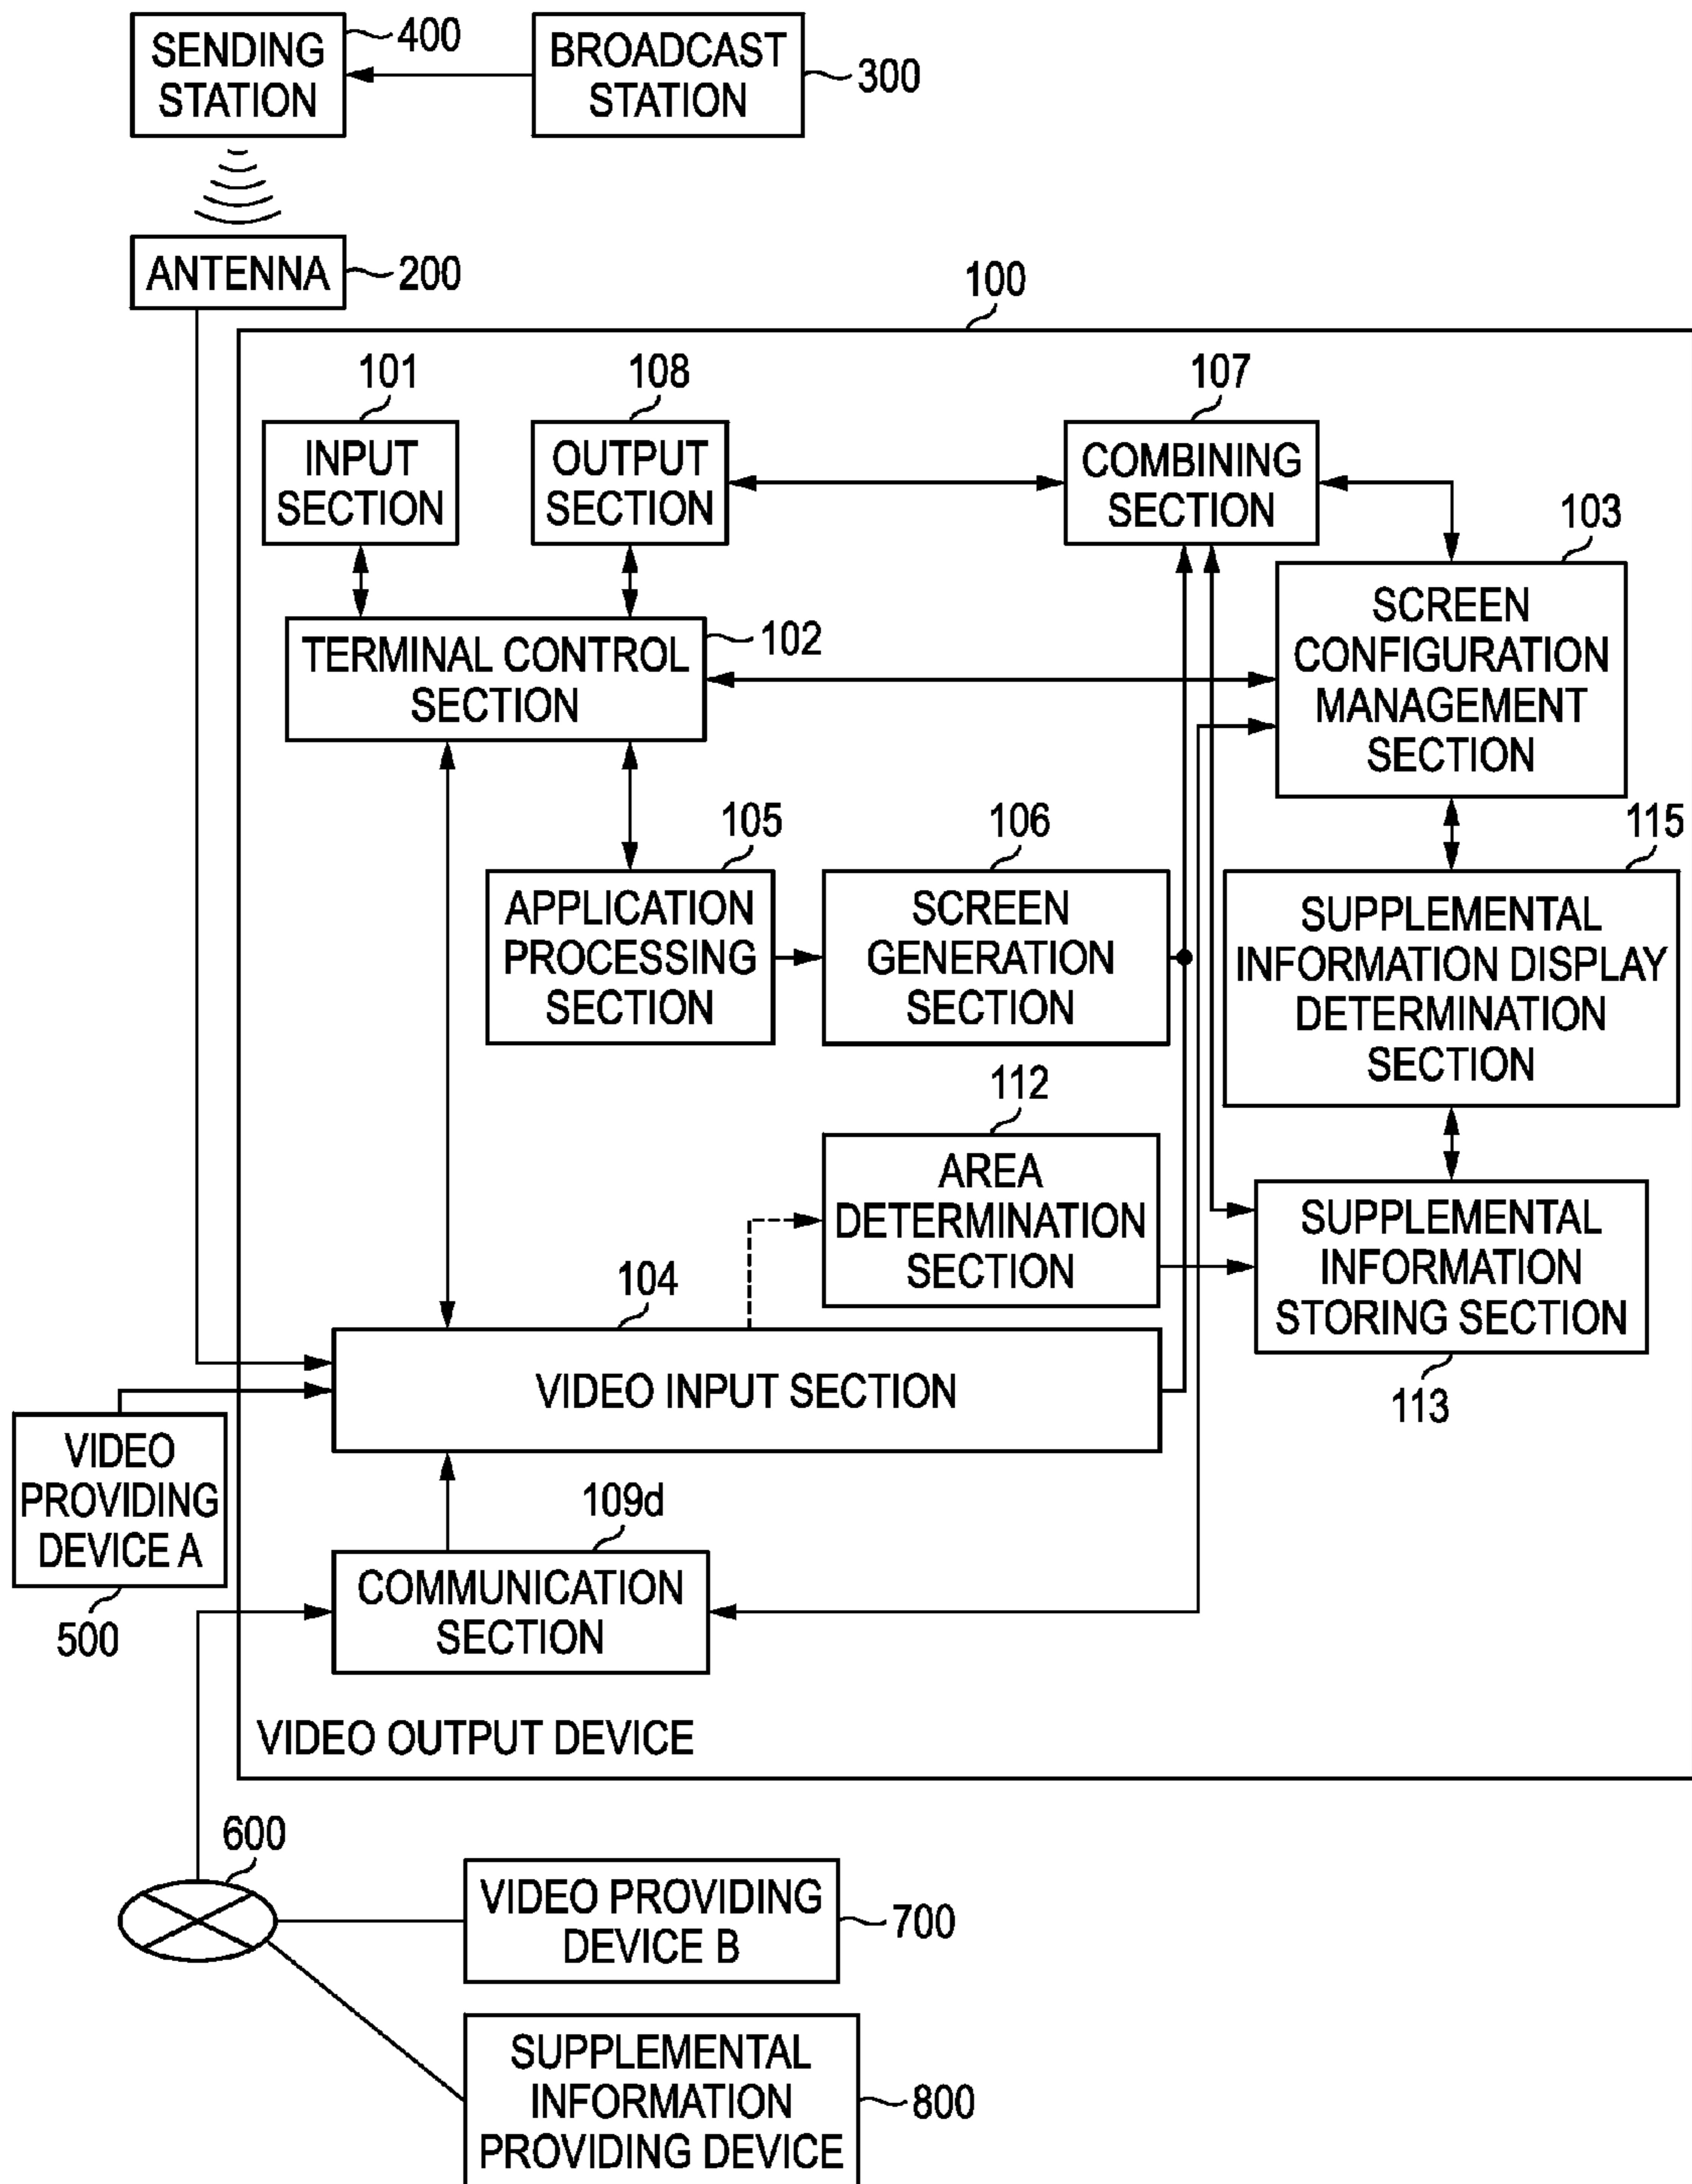 SENDING
STATION
400
BROADCAST
STATION
300
ANTENNA
200
100
101
INPUT
SECTION
108
OUTPUT
SECTION
107
COMBINING
SECTION
103
SCREEN
CONFIGURATION
MANAGEMENT
SECTION
TERMINAL CONTROL
SECTION
102
105
APPLICATION
PROCESSING
SECTION
106
SCREEN
GENERATION
SECTION
115
SUPPLEMENTAL
INFORMATION DISPLAY
DETERMINATION
SECTION
112
AREA
DETERMINATION
SECTION
SUPPLEMENTAL
INFORMATION
STORING SECTION
113
104
VIDEO INPUT SECTION
VIDEO
PROVIDING
DEVICE A
500
109d
COMMUNICATION
SECTION
VIDEO OUTPUT DEVICE
600
VIDEO PROVIDING
DEVICE B
700
SUPPLEMENTAL
INFORMATION
PROVIDING DEVICE
800